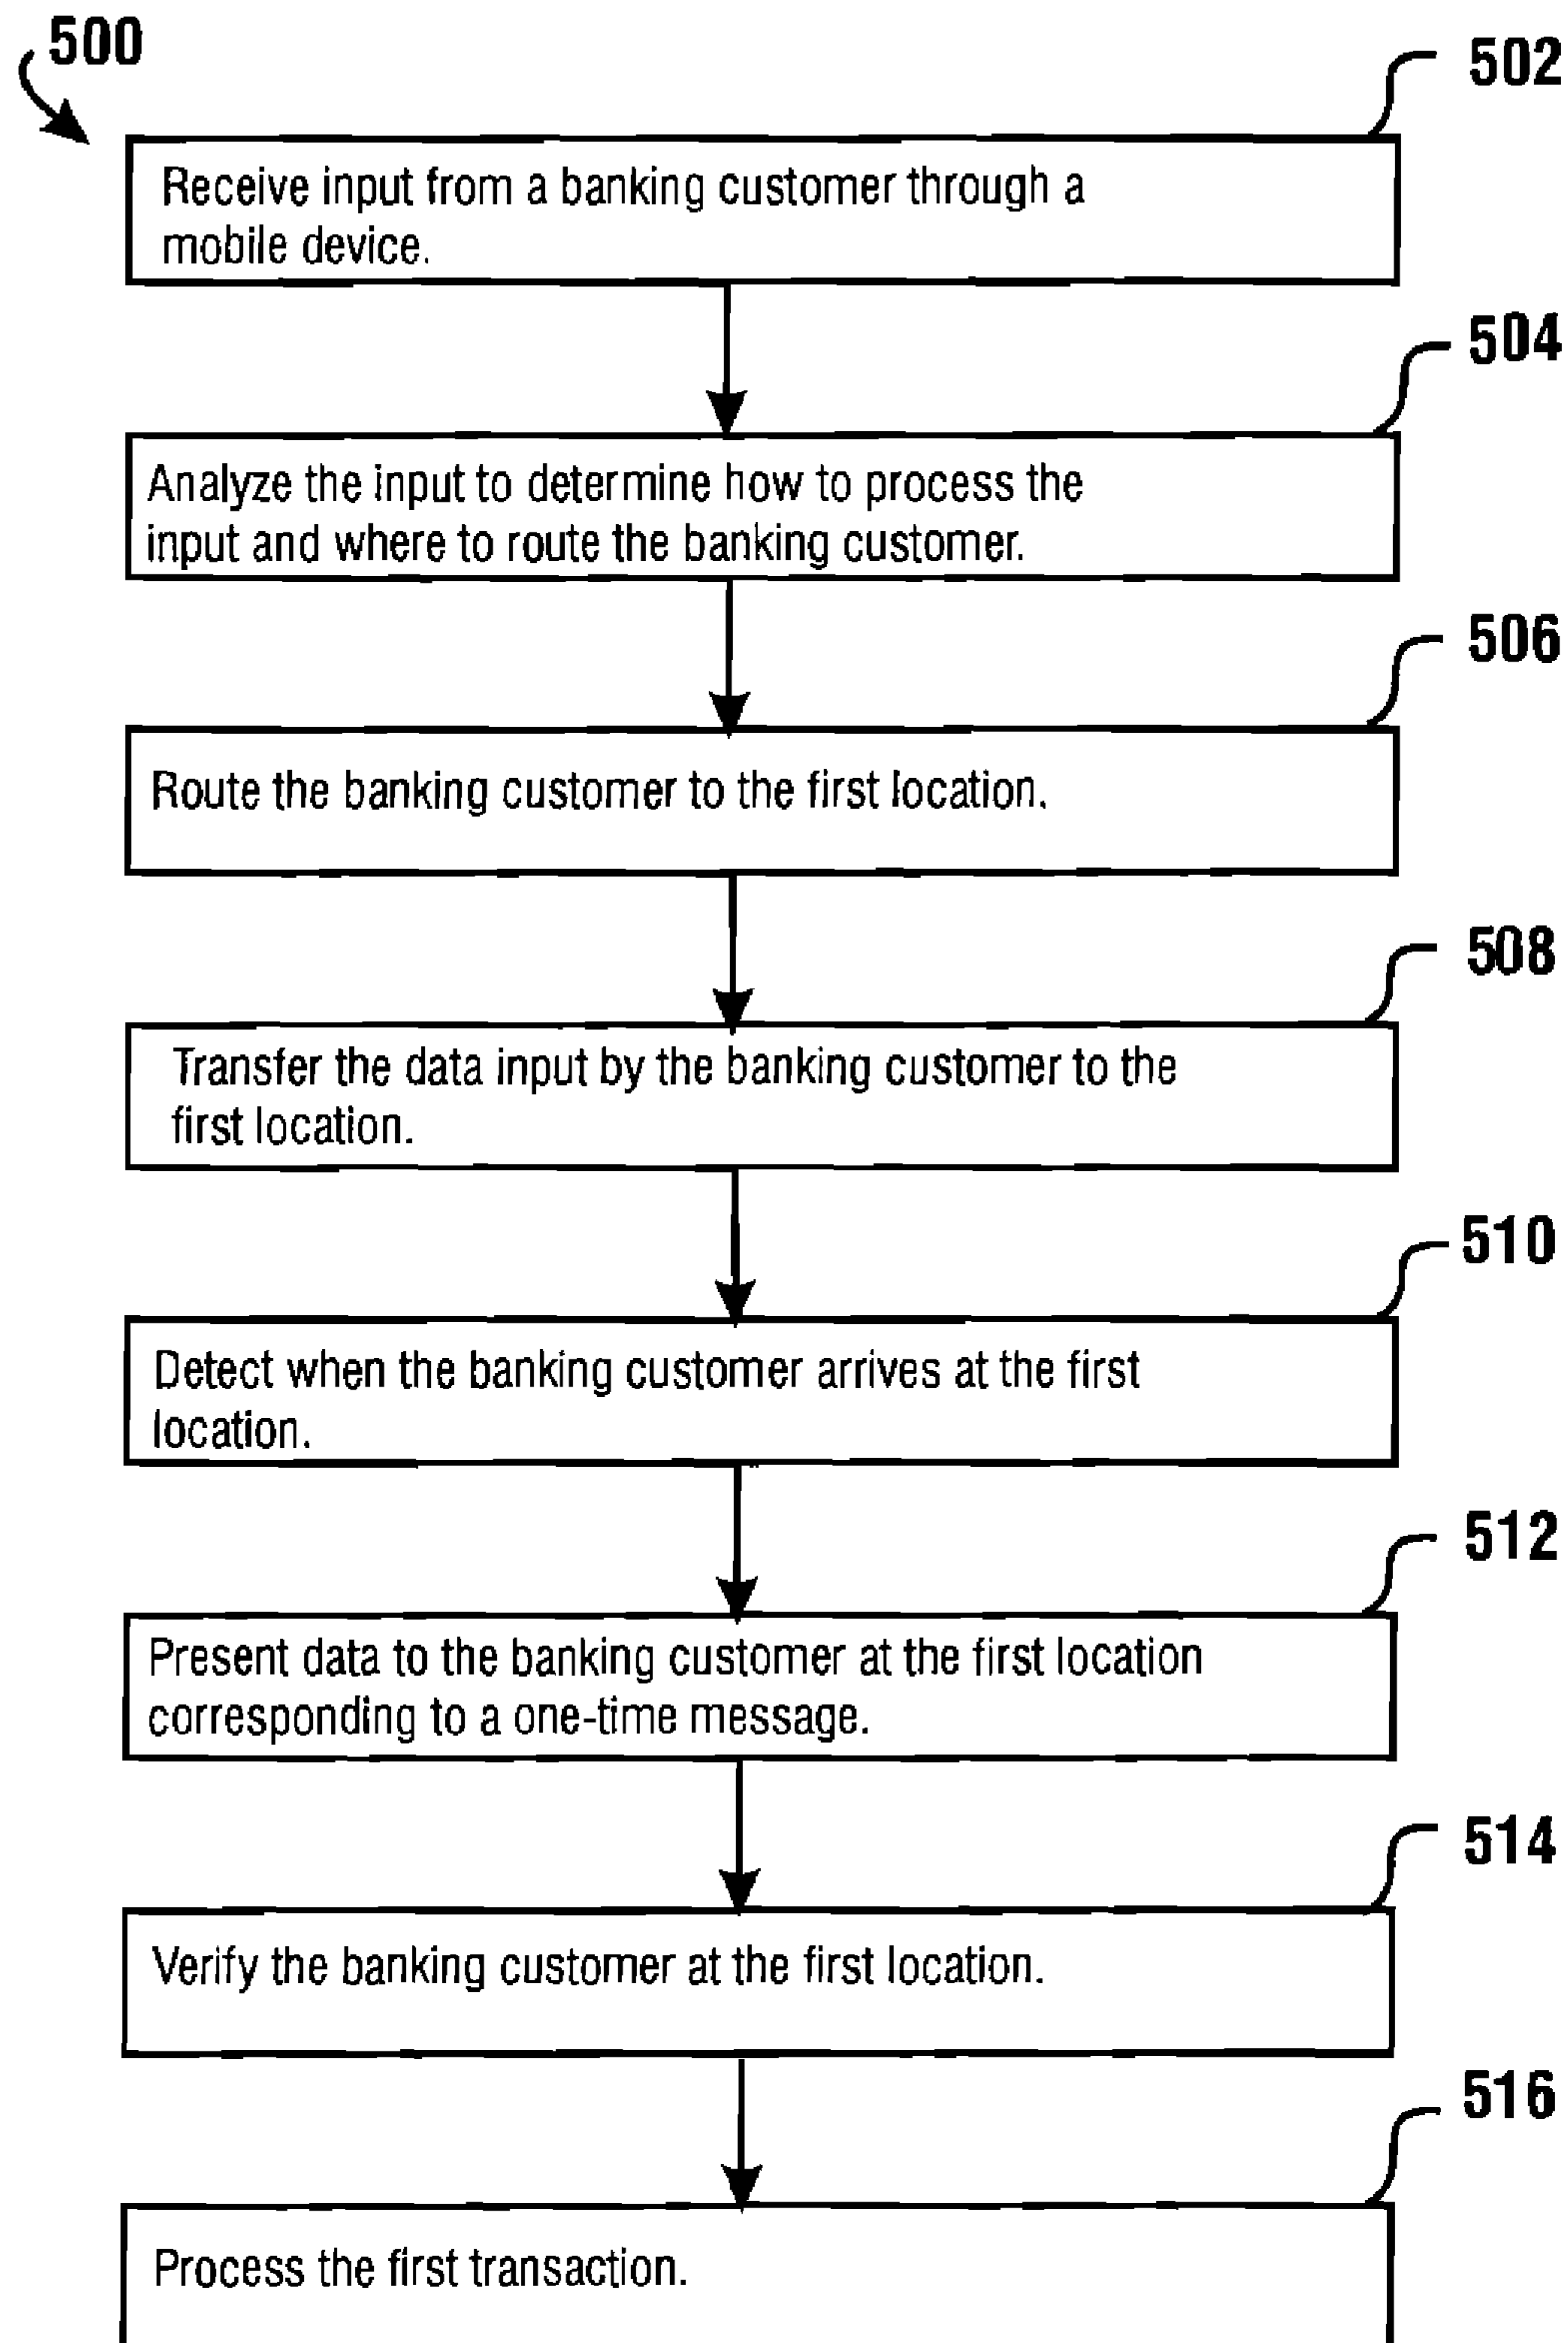 500
502
Receive input from a banking customer through a
mobile device.
504
Analyze the input to determine how to process the
input and where to route the banking customer.
506
Route the banking customer to the first location.
508
Transfer the data input by the banking customer to the
first location.
510
Detect when the banking customer arrives at the first
location.
512
Present data to the banking customer at the first location
corresponding to a one-time message.
514
Verify the banking customer at the first location.
516
Process the first transaction.